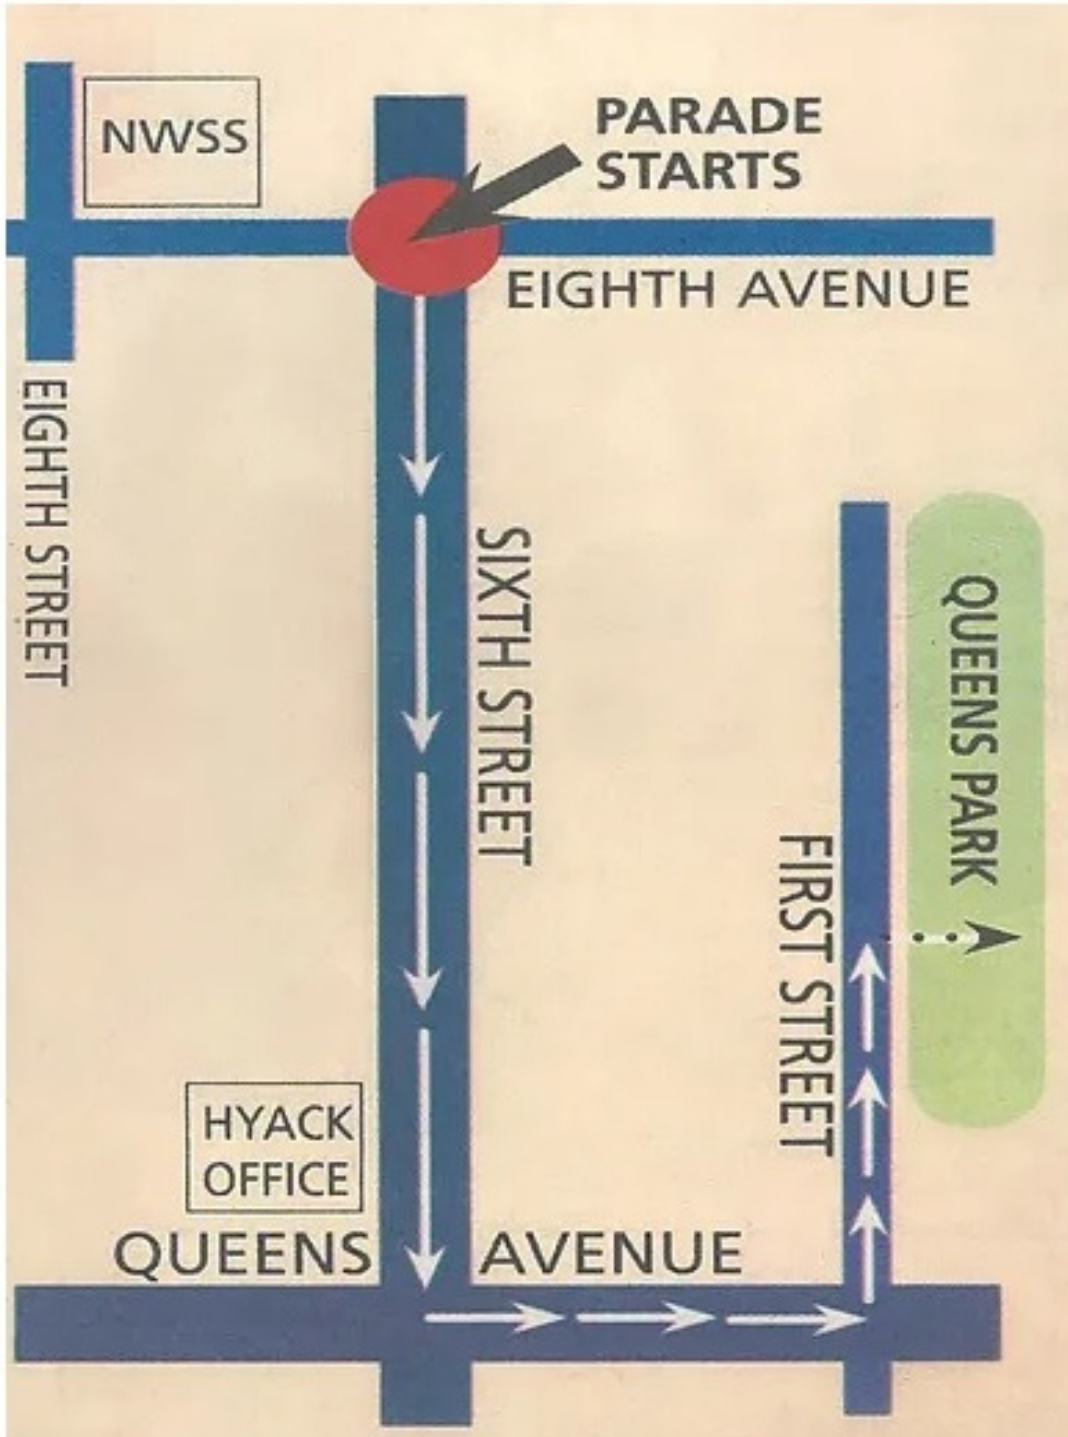 NWSS
PARADE
STARTS
EIGHTH AVENUE
EIGHTH STREET
SIXTH STREET
QUEENS PARK
FIRST STREET
HYACK
OFFICE
QUEENS AVENUE